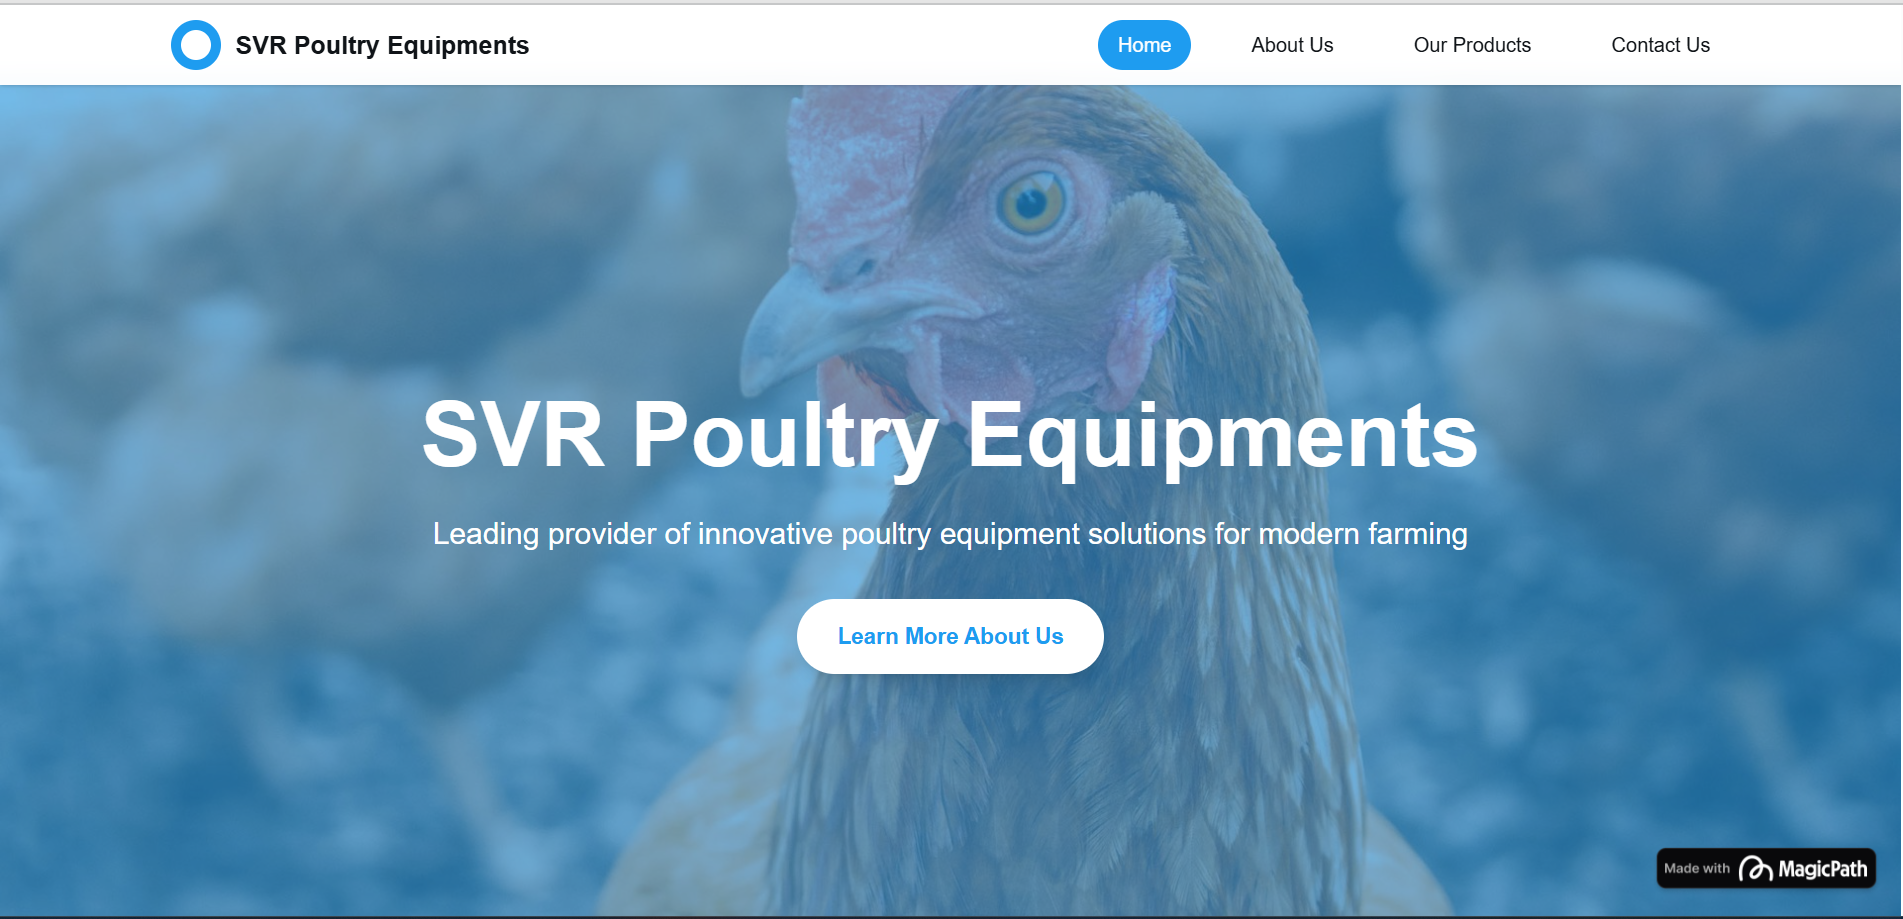 SVR Poultry Equipments
Home
About Us
Our Products
Contact Us
SVR Poultry Equipments
Leading provider of innovative poultry equipment solutions for modern farming
Learn More About Us
Made with MagicPath